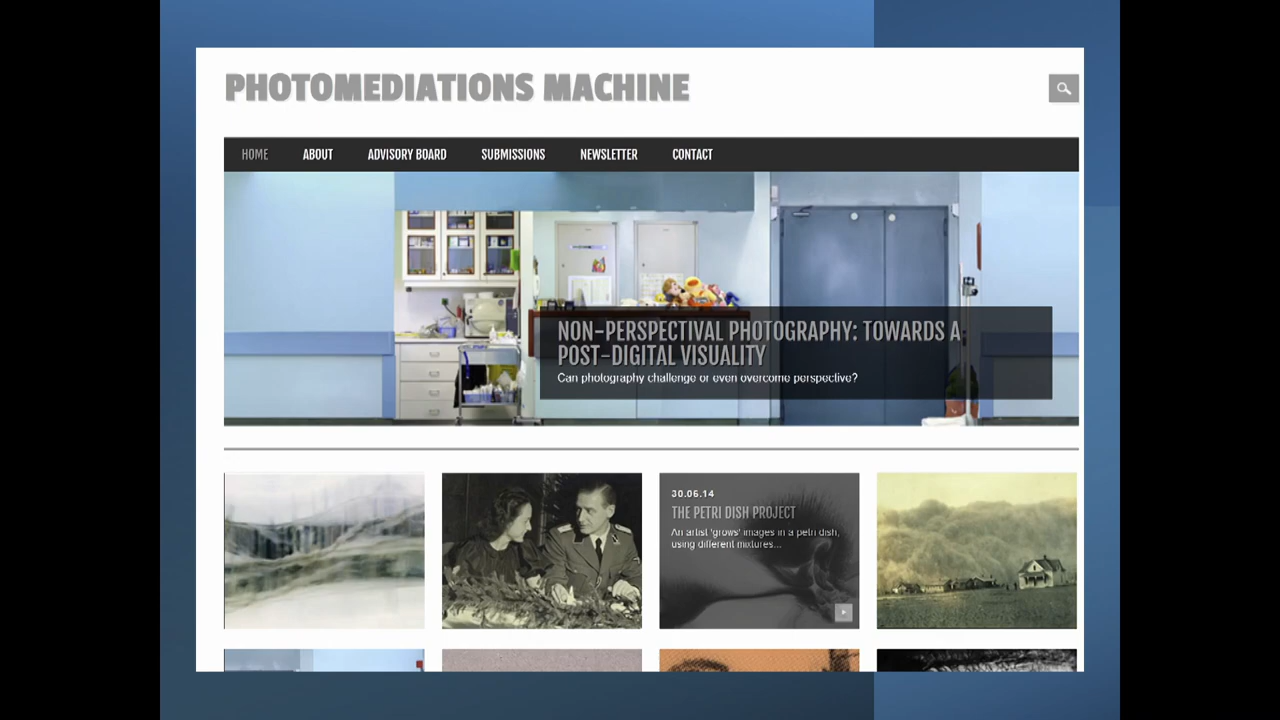 PHOTOMEDIATIONS MACHINE
HOME ABOUT ADVISORY BOARD SUBMISSIONS NEWSLETTER CONTACT
NON-PERSPECTIVAL PHOTOGRAPHY: TOWARDS A
POST-DIGITAL VISUALITY
Can photography challenge or even overcome perspective?
30.06.14
THE PETRI DISH PROJECT
An artist 'grows' images in a petri dish,
using different mixtures...